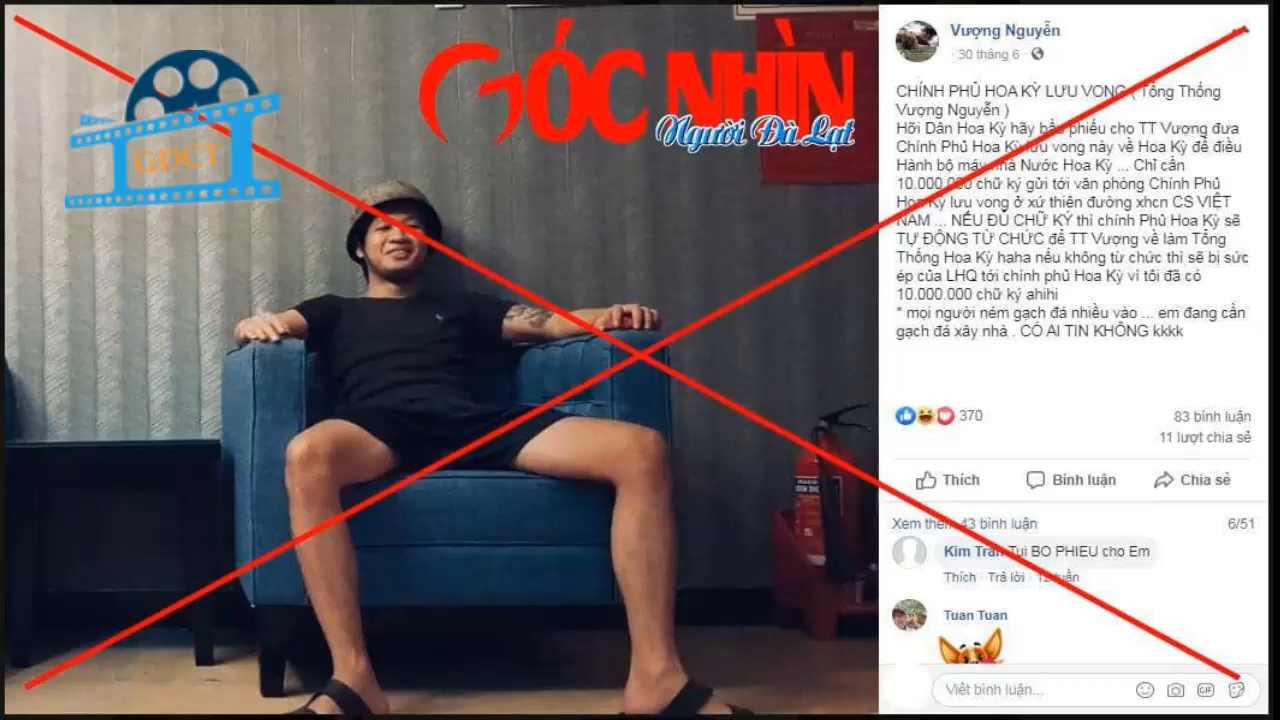 GÓC NHÌN
Người Đà Lạt
GĐCT
Vượng Nguyễn
30 tháng 6
CHÍNH PHỦ HOA KỲ LƯU VONG ( Tổng Thống
Vượng Nguyễn )
Hỡi Dân Hoa Kỳ hãy bầu phiếu cho TT Vượng đưa
Chính Phủ Hoa Kỳ lưu vong này về Hoa Kỳ để điều
Hành bộ máy nhà Nước Hoa Kỳ ... Chỉ cần
10.000.000 chữ ký gửi tới văn phóng Chính Phủ
Hoa Kỳ lưu vong ở xứ thiên đường xhcn CS VIỆT
NAM ... NẾU ĐỦ CHỮ KÝ thì chính Phủ Hoa Kỳ sẽ
TỰ ĐỘNG TỪ CHỨC để TT Vượng về làm Tổng
Thống Hoa Kỳ haha nếu không từ chức thì sẽ bị sức
ép của LHQ tới chính phủ Hoa Kỳ vì tôi đã có
10.000.000 chữ ký ahihi
* mọi người ném gạch đá nhiều vào ... em đang cần
gạch đá xây nhà . CÓ AI TIN KHÔNG kkkk
370
83 bình luận
11 lượt chia sẻ
Thích Bình luận Chia sẻ
Xem thêm 43 bình luận 6/51
Kim Trần Tui BO PHIEU cho Em
Thích · Trả lời · 12 tuần
Tuan Tuan
Viết bình luận...
GIF